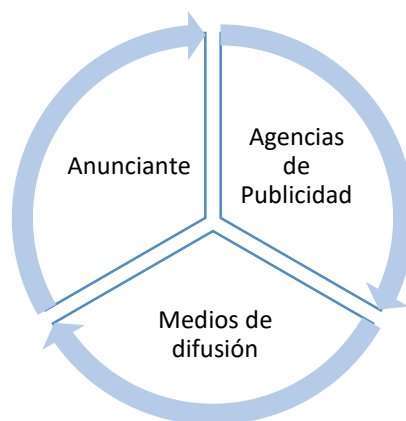 Anunciante
Agencias
de
Publicidad
Medios de
difusión